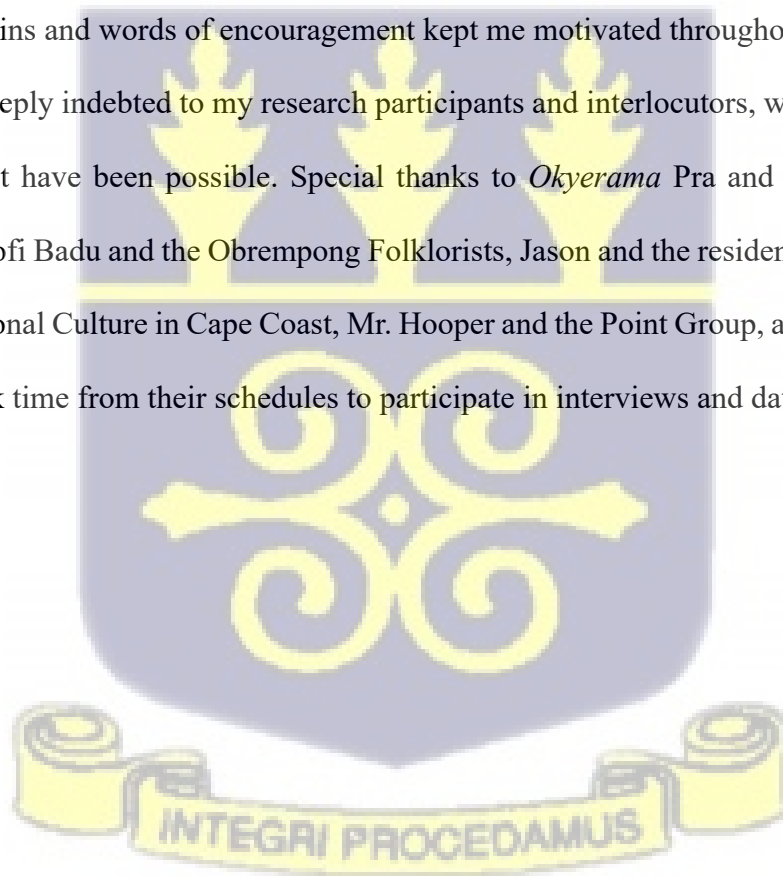 ins and words of encouragement kept me motivated througho
eply indebted to my research participants and interlocutors, w
t have been possible. Special thanks to Okyerama Pra and
ofi Badu and the Obrempong Folklorists, Jason and the residen
onal Culture in Cape Coast, Mr. Hooper and the Point Group, a
k time from their schedules to participate in interviews and da
INTEGRI PROCEDAMUS